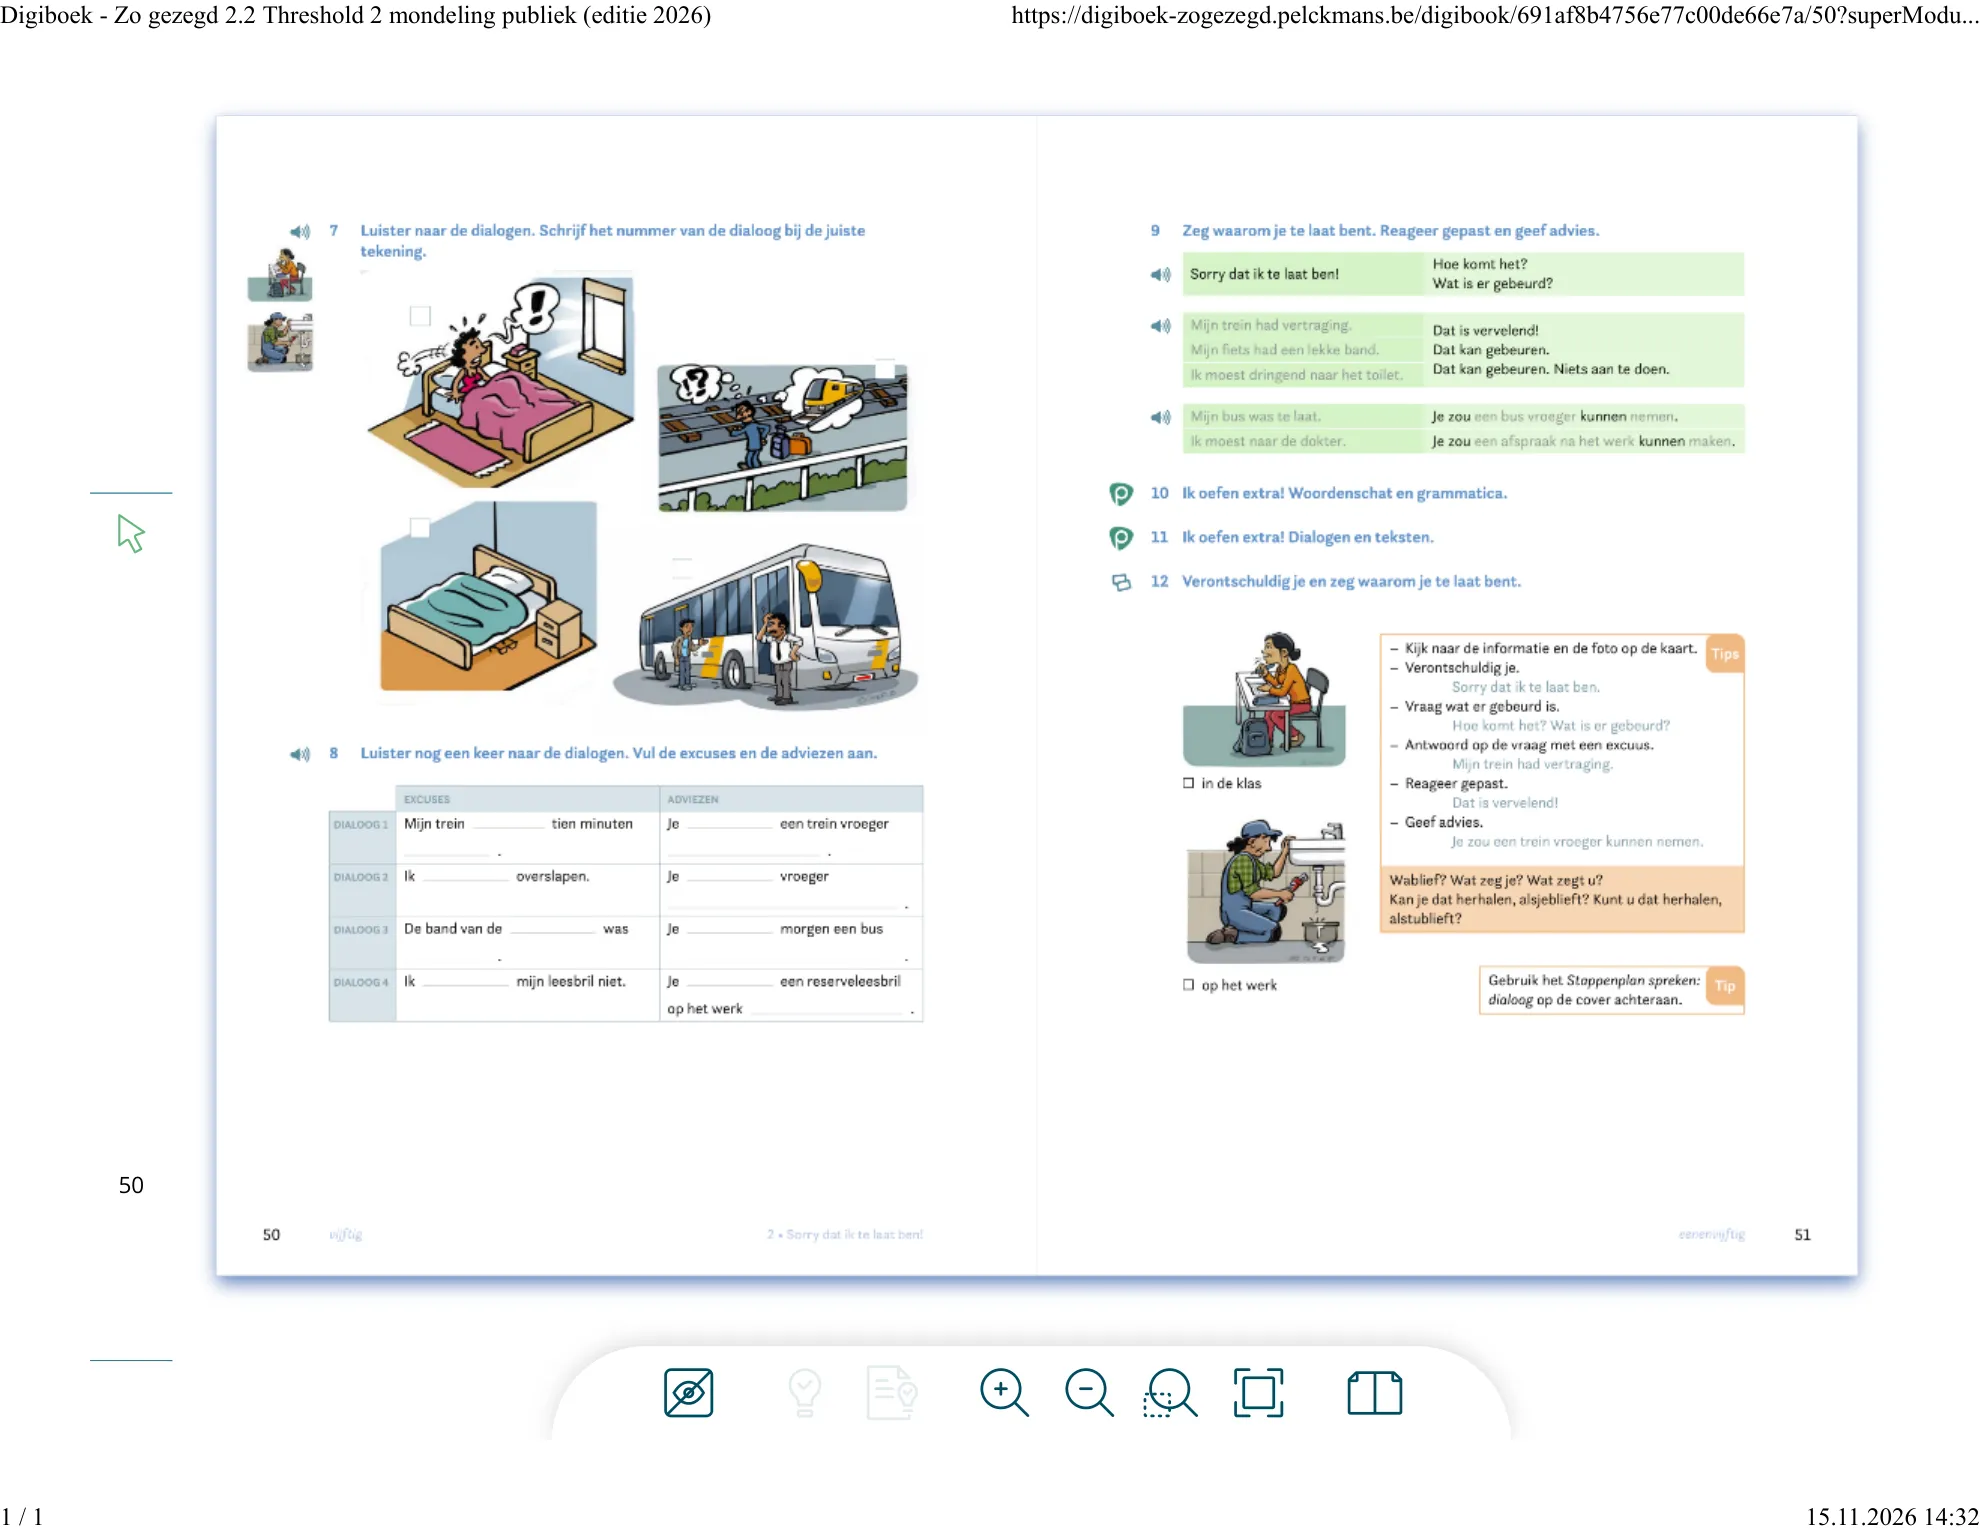 Digiboek - Zo gezegd 2.2 Threshold 2 mondeling publiek (editie 2026)
https://digiboek-zogezegd.pelckmans.be/digibook/691af8b4756e77c00de66e7a/50?superModu...
7 Luister naar de dialogen. Schrijf het nummer van de dialoog bij de juiste
tekening.
!
?!?
8 Luister nog een keer naar de dialogen. Vul de excuses en de adviezen aan.
EXCUSES ADVIEZEN
DIALOOG 1 Mijn trein ____ tien minuten Je ____ een trein vroeger
____ . ____ .
DIALOOG 2 Ik ____ overslapen. Je ____ vroeger
____ .
DIALOOG 3 De band van de ____ was Je ____ morgen een bus
. .
DIALOOG 4 Ik ____ mijn leesbril niet. Je ____ een reserveleesbril
op het werk ____ .
50 vijftig 2 • Sorry dat ik te laat ben!
9 Zeg waarom je te laat bent. Reageer gepast en geef advies.
Sorry dat ik te laat ben!
Hoe komt het?
Wat is er gebeurd?
Mijn trein had vertraging.
Mijn fiets had een lekke band.
Ik moest dringend naar het toilet.
Dat is vervelend!
Dat kan gebeuren.
Dat kan gebeuren. Niets aan te doen.
Mijn bus was te laat. Je zou een bus vroeger kunnen nemen.
Ik moest naar de dokter. Je zou een afspraak na het werk kunnen maken.
10 Ik oefen extra! Woordenschat en grammatica.
11 Ik oefen extra! Dialogen en teksten.
12 Verontschuldig je en zeg waarom je te laat bent.
in de klas
op het werk
Tips
– Kijk naar de informatie en de foto op de kaart.
– Verontschuldig je.
Sorry dat ik te laat ben.
– Vraag wat er gebeurd is.
Hoe komt het? Wat is er gebeurd?
– Antwoord op de vraag met een excuus.
Mijn trein had vertraging.
– Reageer gepast.
Dat is vervelend!
– Geef advies.
Je zou een trein vroeger kunnen nemen.
Wablief? Wat zeg je? Wat zegt u?
Kan je dat herhalen, alsjeblieft? Kunt u dat herhalen,
alstublieft?
Gebruik het Stappenplan spreken:
dialoog op de cover achteraan.
Tip
eenenvijftig 51
50
1 / 1
15.11.2026 14:32